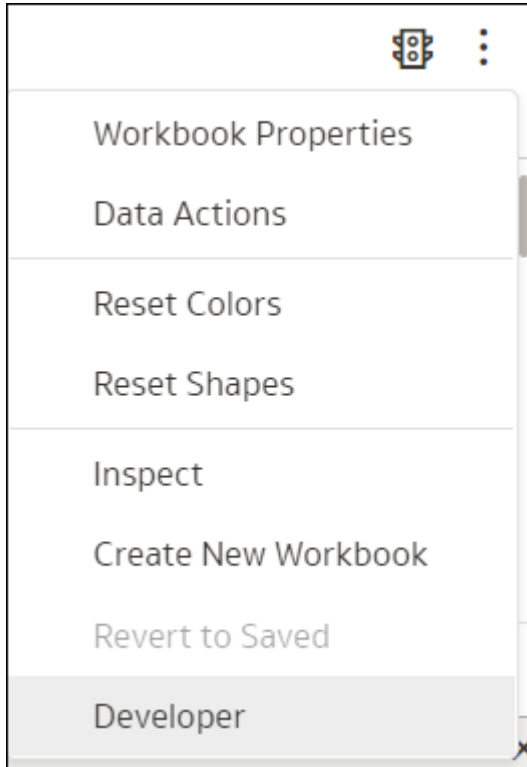 Workbook Properties
Data Actions
Reset Colors
Reset Shapes
Inspect
Create New Workbook
Revert to Saved
Developer